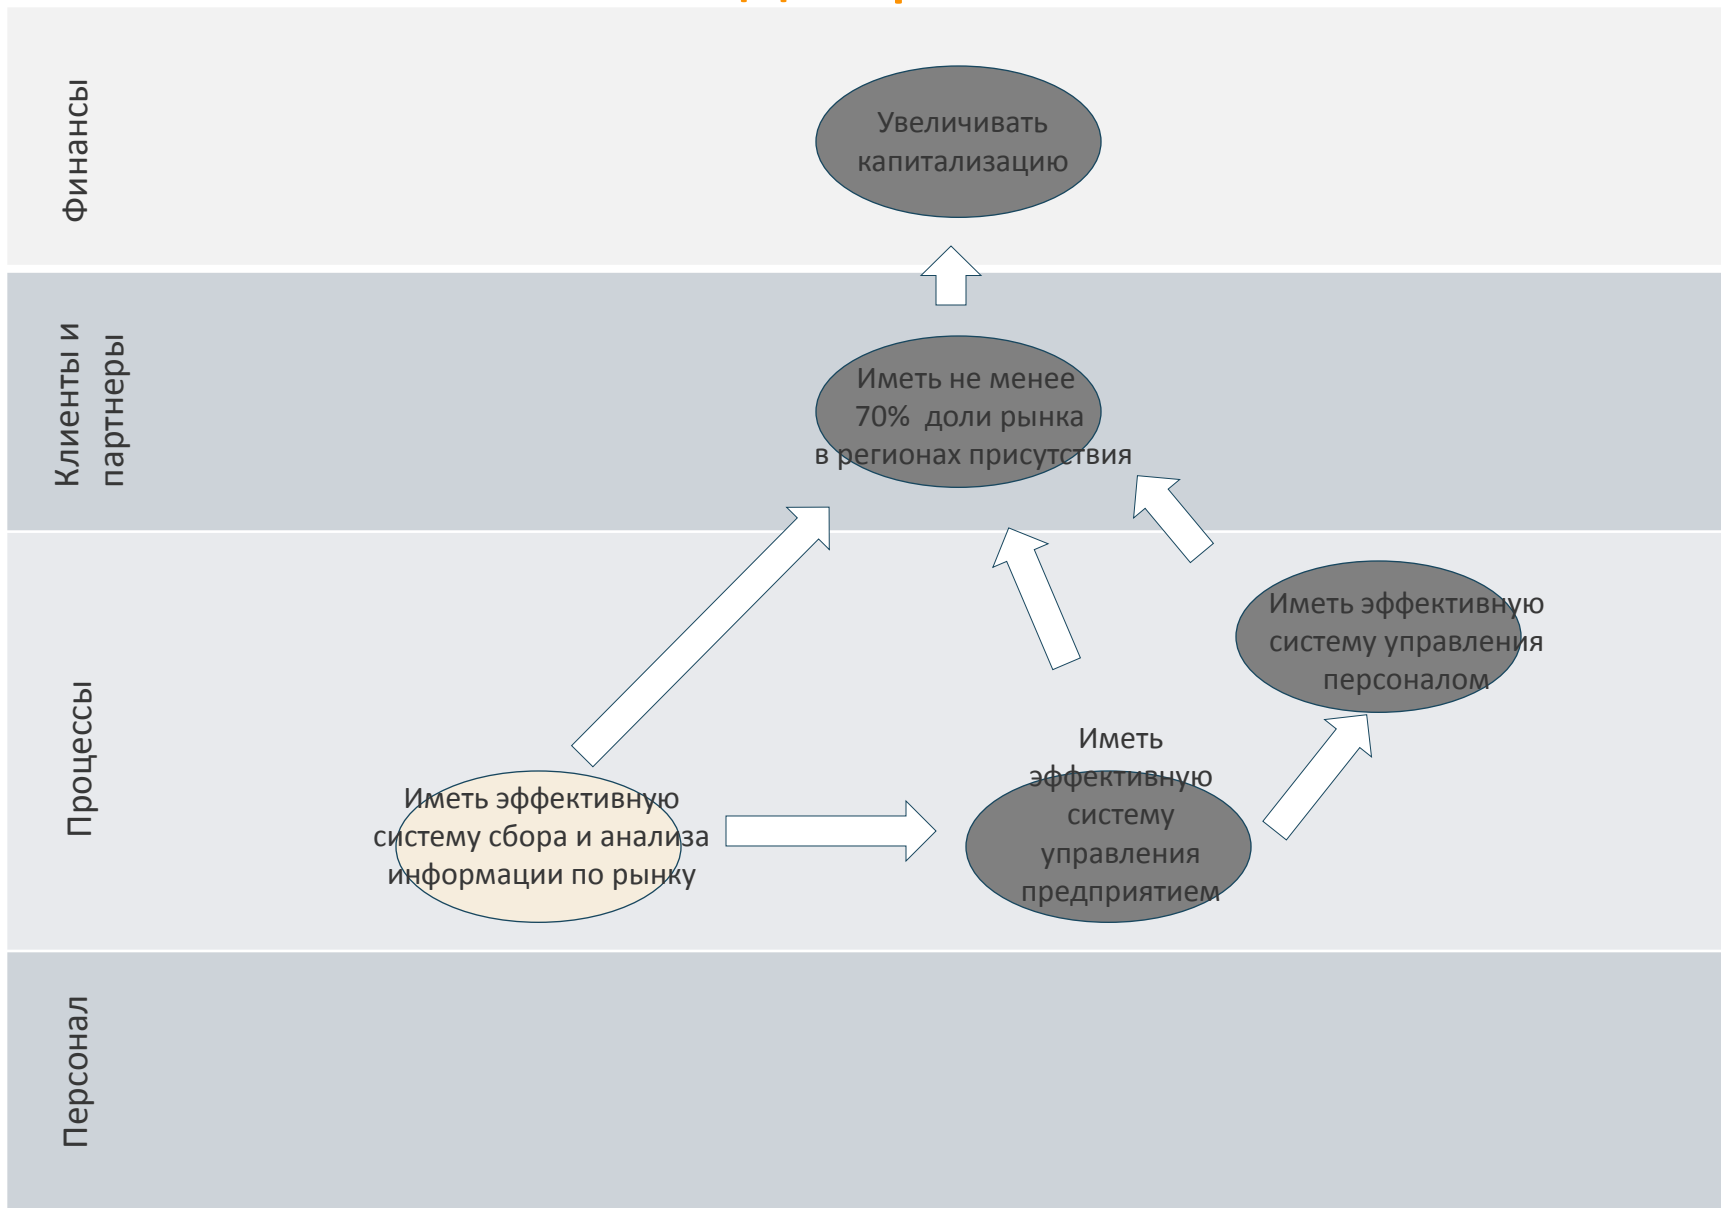 Финансы
Увеличивать
капитализацию
Клиенты и
партнеры
Иметь не менее
70% доли рынка
в регионах присутствия
Процессы
Иметь эффективную
систему управления
персоналом
Иметь
эффективную
систему
управления
предприятием
Иметь эффективную
систему сбора и анализа
информации по рынку
Персонал